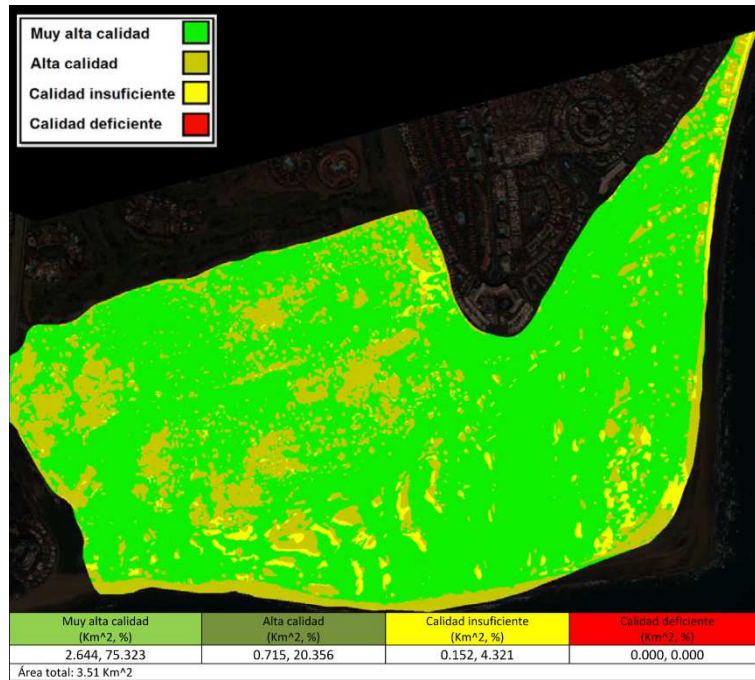 Muy alta calidad
Alta calidad
Calidad insuficiente
Calidad deficiente
Muy alta calidad (Km^2, %)
Alta calidad (Km^2, %)
Calidad insuficiente (Km^2, %)
Calidad deficiente (Km^2, %)
2.644, 75.323
0.715, 20.356
0.152, 4.321
0.000, 0.000
Área total: 3.51 Km^2